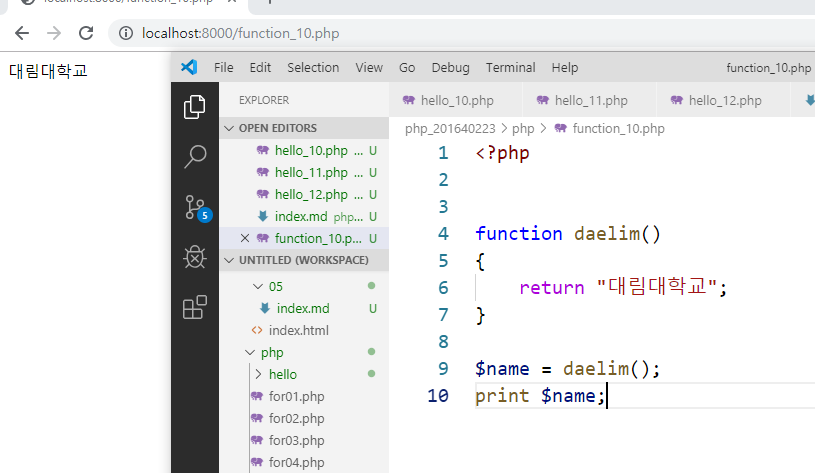 localhost:8000/function_10.php
localhost:8000/function_10.php
대림대학교
File Edit Selection View Go Debug Terminal Help function_10.php
EXPLORER
hello_10.php hello_11.php hello_12.php
OPEN EDITORS
php_201640223 > php > function_10.php
hello_10.php ... U
hello_11.php ... U
hello_12.php ... U
index.md php... U
function_10.p... U
UNTITLED (WORKSPACE)
05
index.md U
index.html
php
hello
for01.php
for02.php
for03.php
for04.php
5
1 <?php
2
3
4 function daelim()
5 {
6 return "대림대학교";
7 }
8
9 $name = daelim();
10 print $name;